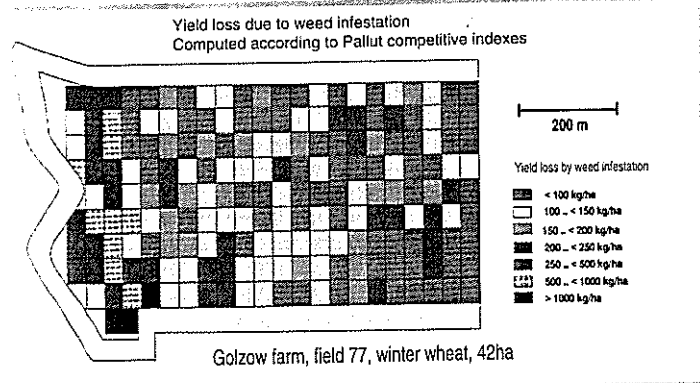 Yield loss due to weed infestation
Computed according to Pallut competitive indexes
200 m
Yield loss by weed infestation
< 100 kg/ha
100 - < 150 kg/ha
150 - < 200 kg/ha
200 - < 250 kg/ha
250 - < 500 kg/ha
500 - < 1000 kg/ha
> 1000 kg/ha
Golzow farm, field 77, winter wheat, 42ha